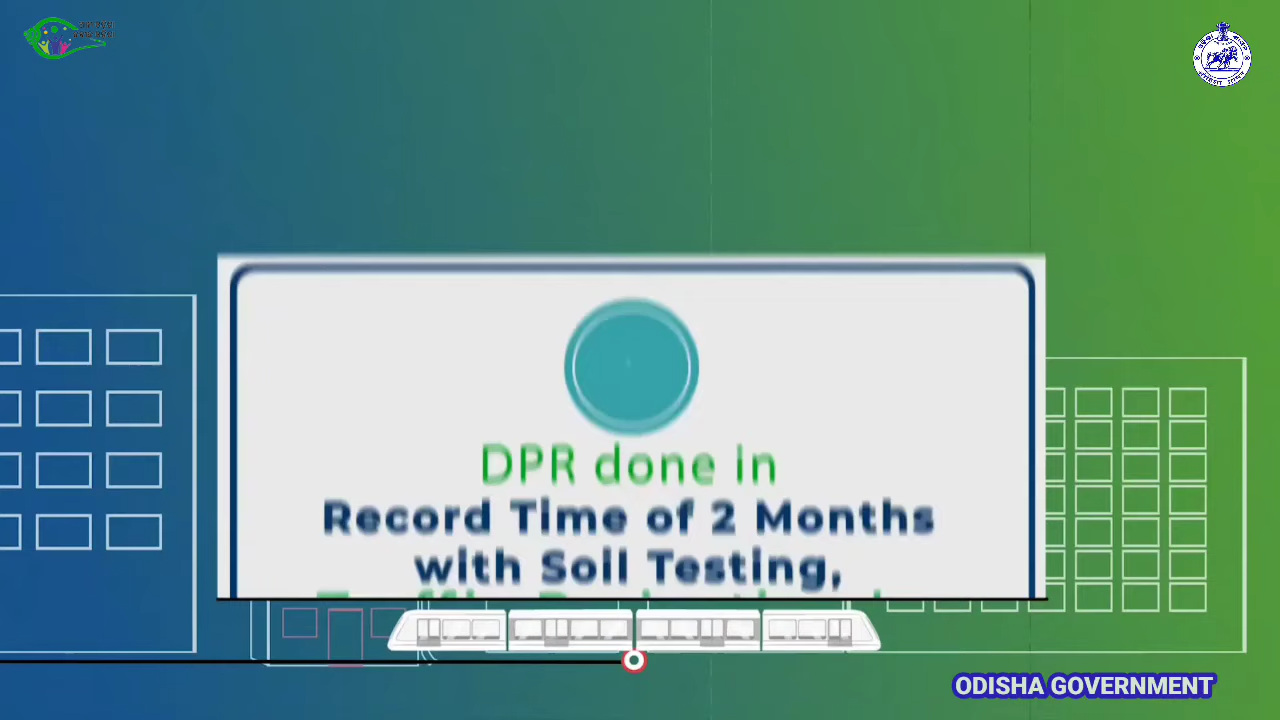 DPR done in
Record Time of 2 Months
with Soil Testing,
ODISHA GOVERNMENT